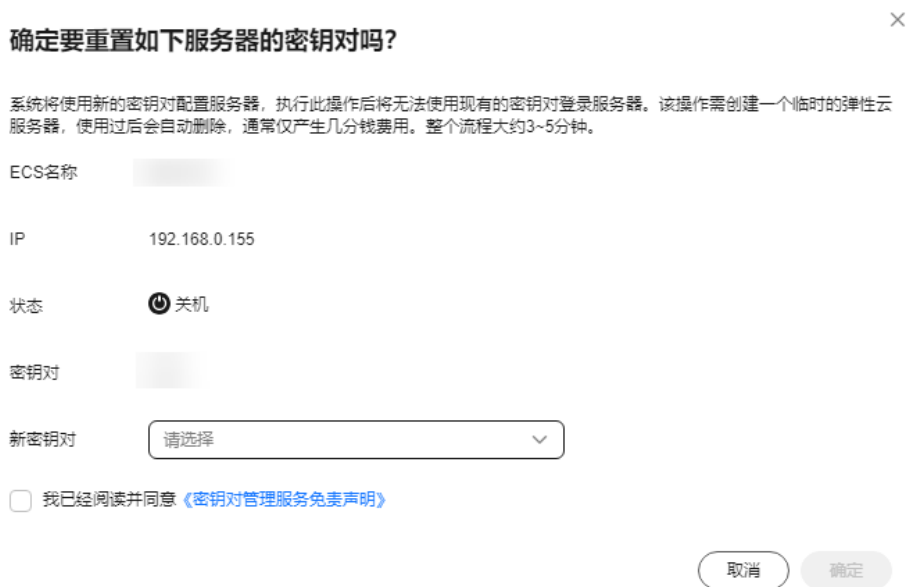 确定要重置如下服务器的密钥对吗？
系统将使用新的密钥对配置服务器，执行此操作后将无法使用现有的密钥对登录服务器。该操作需创建一个临时的弹性云
服务器，使用过后会自动删除，通常仅产生几分钱费用。整个流程大约3~5分钟。
ECS名称
IP 192.168.0.155
状态 关机
密钥对
新密钥对 请选择
我已经阅读并同意《密钥对管理服务免责声明》
取消 确定